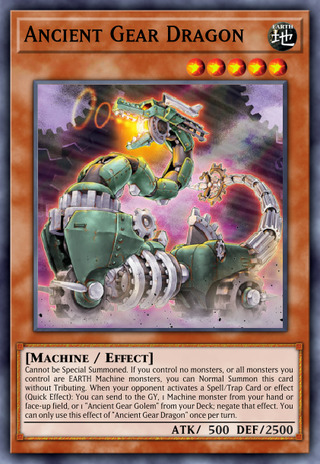 Ancient Gear Dragon
EARTH
地
[Machine / Effect]
Cannot be Special Summoned. If you control no monsters, or all monsters you
control are EARTH Machine monsters, you can Normal Summon this card
without Tributing. When your opponent activates a Spell/Trap Card or effect
(Quick Effect): You can send to the GY, 1 Machine monster from your hand or
face-up field, or 1 "Ancient Gear Golem" from your Deck; negate that effect. You
can only use this effect of "Ancient Gear Dragon" once per turn.
ATK/ 500 DEF/2500